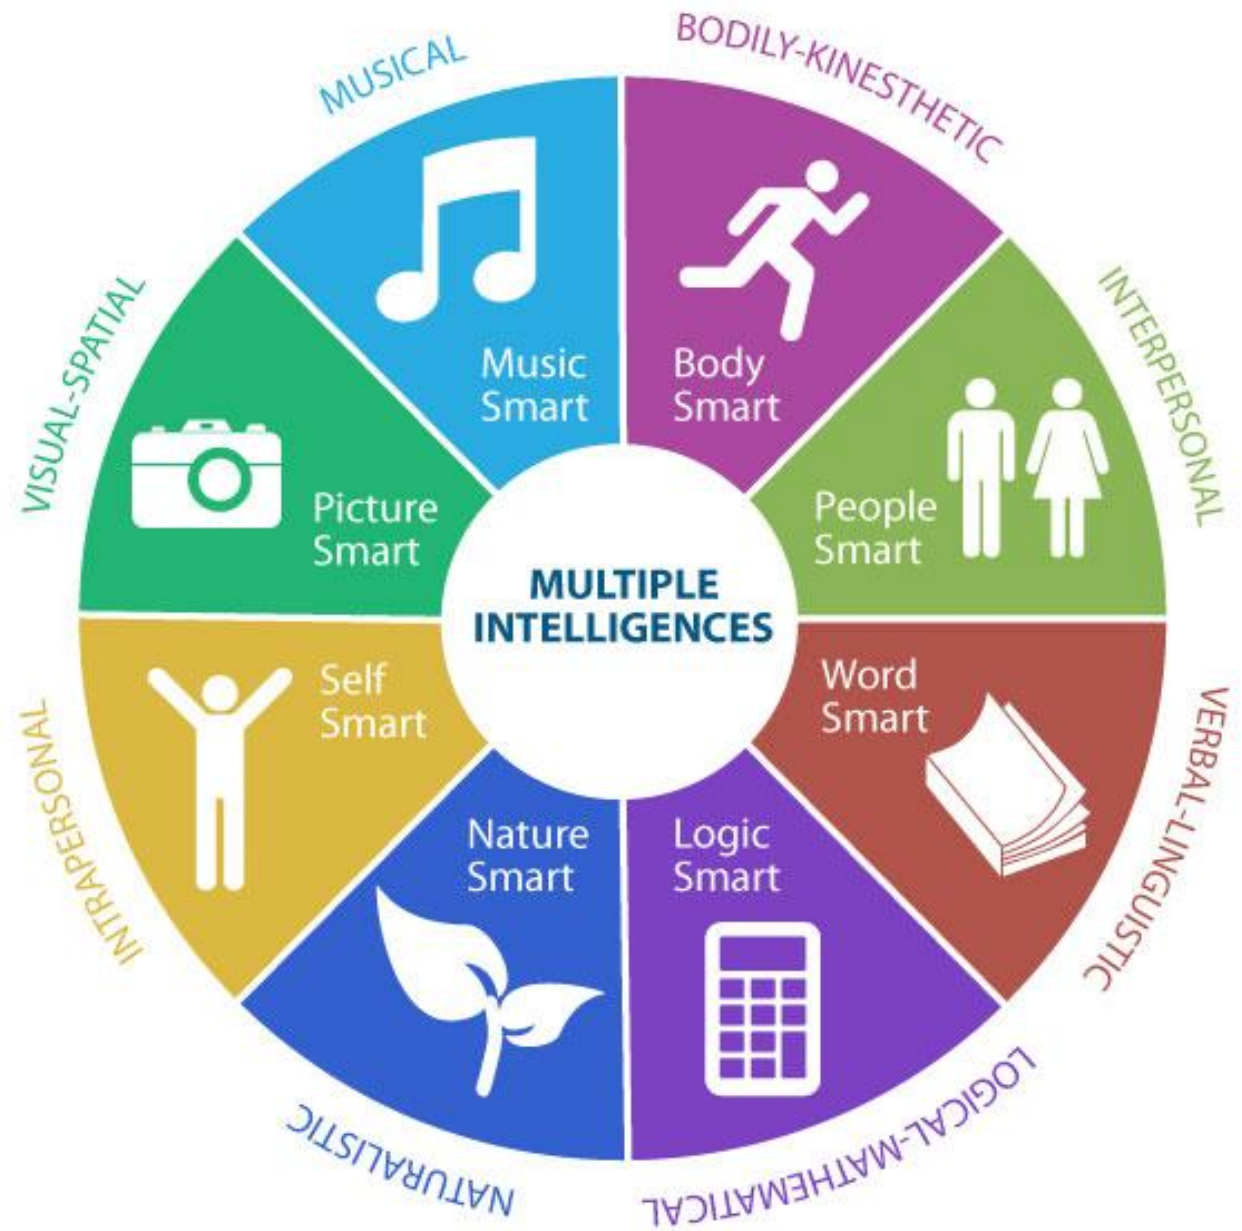 MUSICAL
BODILY-KINESTHETIC
INTERPERSONAL
VERBAL-LINGUISTIC
LOGICAL-MATHEMATICAL
NATURALISTIC
INTRAPERSONAL
VISUAL-SPATIAL
Music
Smart
Body
Smart
People
Smart
Word
Smart
Logic
Smart
Nature
Smart
Self
Smart
Picture
Smart
MULTIPLE
INTELLIGENCES